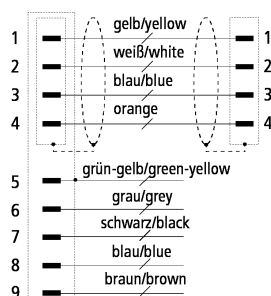 1 gelb/yellow 1
2 weiß/white 2
3 blau/blue 3
4 orange 4
5 grün-gelb/green-yellow
6 grau/grey
7 schwarz/black
8 blau/blue
9 braun/brown